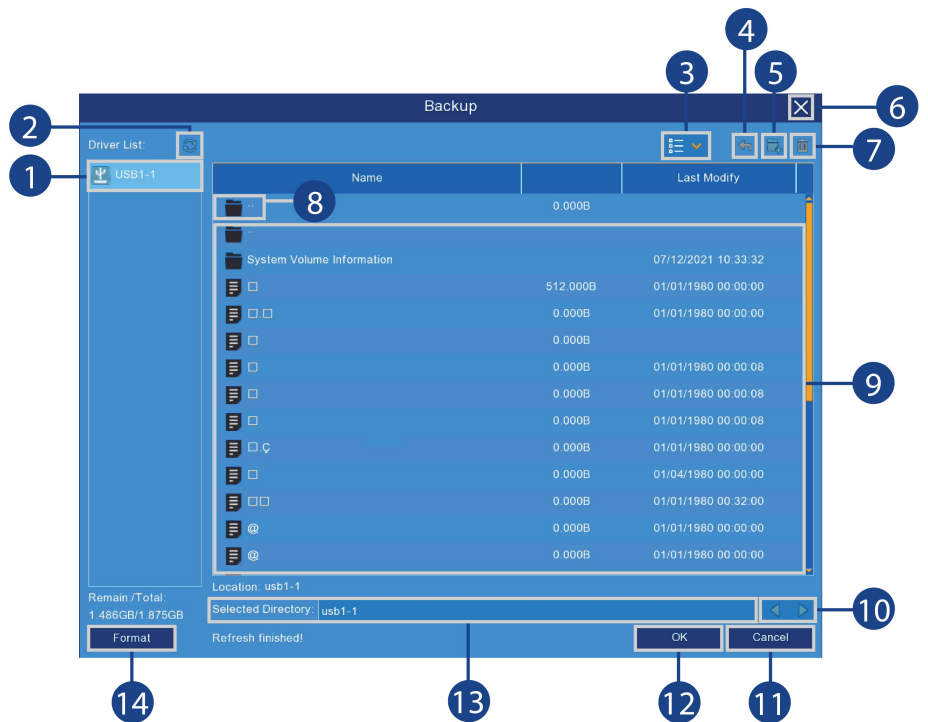 4
3
5
Backup
6
2
Driver List:
7
1
USB1-1
Name
Last Modify
8
..
0.000B
..
System Volume Information 07/12/2021 10:33:32
□ 512.000B 01/01/1980 00:00:00
□.□ 0.000B 01/01/1980 00:00:00
□ 0.000B
□ 0.000B 01/01/1980 00:00:08
□ 0.000B 01/01/1980 00:00:08
□ 0.000B 01/01/1980 00:00:08
□.Ç 0.000B 01/01/1980 00:00:00
□ 0.000B 01/04/1980 00:00:00
□□ 0.000B 01/01/1980 00:32:00
@ 0.000B 01/01/1980 00:00:00
@ 0.000B 01/01/1980 00:00:00
9
Location: usb1-1
Remain/Total:
1.486GB/1.875GB
Selected Directory: usb1-1
10
Format
Refresh finished!
OK
Cancel
14
13
12
11